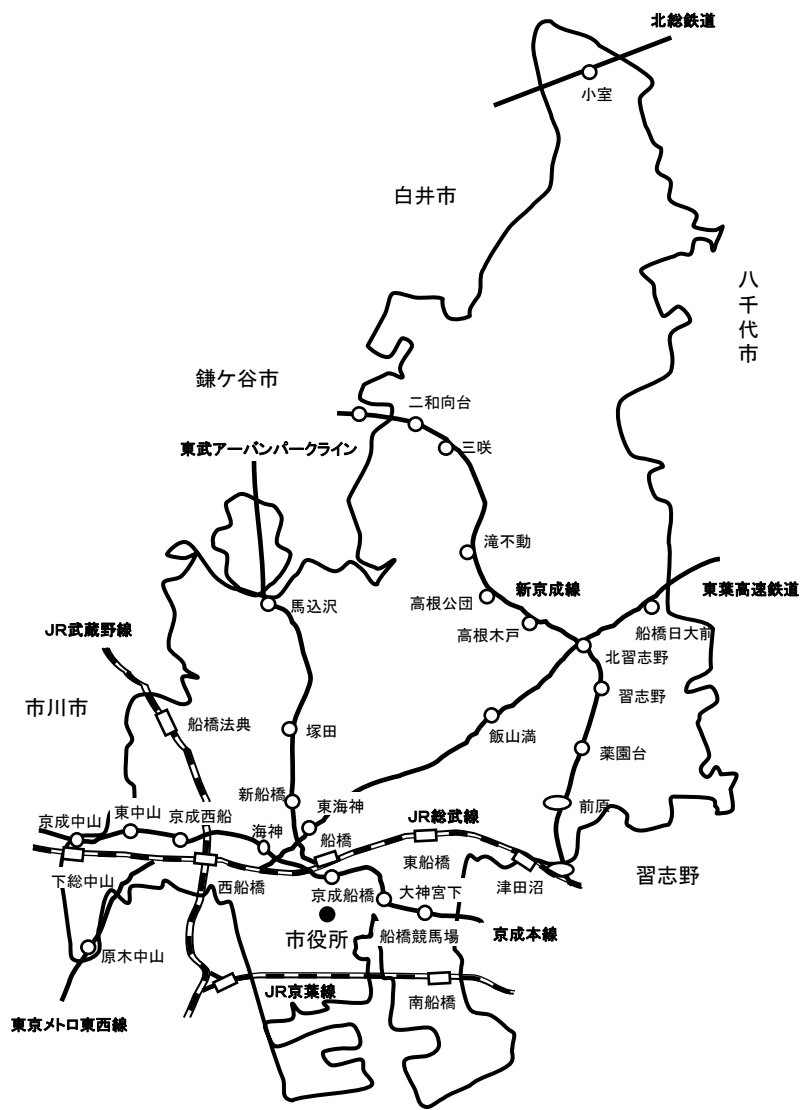 北総鉄道
小室
白井市
八千代市
鎌ケ谷市
二和向台
東武アーバンパークライン
三咲
滝不動
高根公団
新京成線
東葉高速鉄道
馬込沢
高根木戸
船橋日大前
JR武蔵野線
北習志野
習志野
市川市
船橋法典
塚田
飯山満
薬園台
新船橋
東海神
前原
京成中山
東中山
京成西船
海神
船橋
JR総武線
東船橋
下総中山
西船橋
京成船橋
大神宮下
津田沼
習志野
市役所
船橋競馬場
京成本線
原木中山
JR京葉線
南船橋
東京メトロ東西線